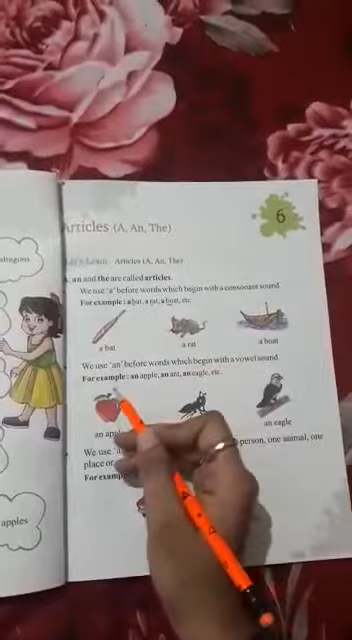 Articles (A, An, The)
6
Learn Articles (A, An, The)
A, an and the are called articles.
We use 'a' before words which begin with a consonant sound.
For example : a bat, a rat, a boat, etc.
a bat
a rat
a boat
We use 'an' before words which begin with a vowel sound.
For example : an apple, an ant, an eagle, etc.
an eagle
We use person, one animal, one
place or
apples